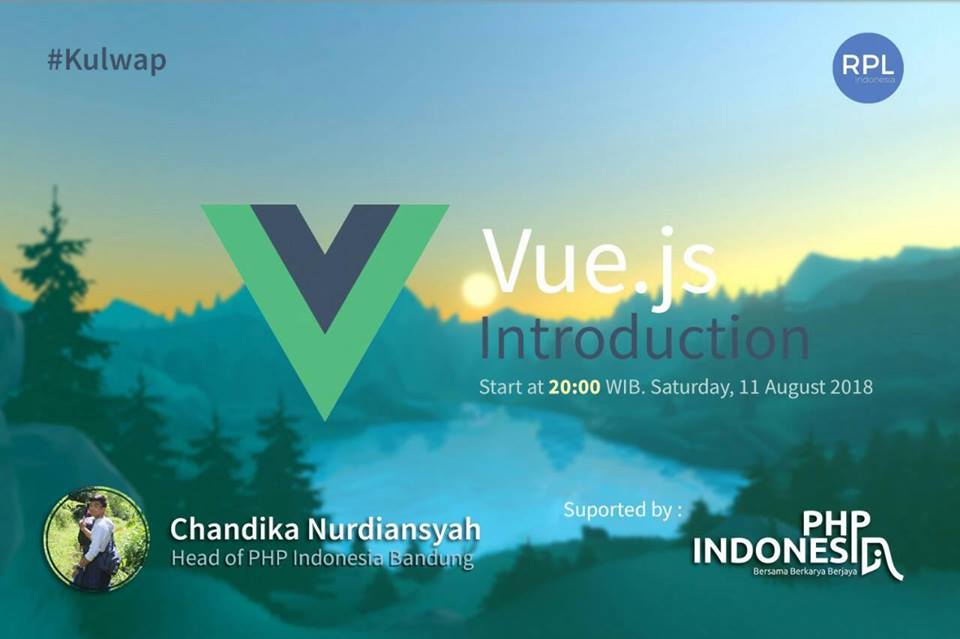 #Kulwap
RPL
indonesia
Vue.js
Introduction
Start at 20:00 WIB. Saturday, 11 August 2018
Chandika Nurdiansyah
Head of PHP Indonesia Bandung
Suported by :
PHP
INDONESIA
Bersama Berkarya Berjaya